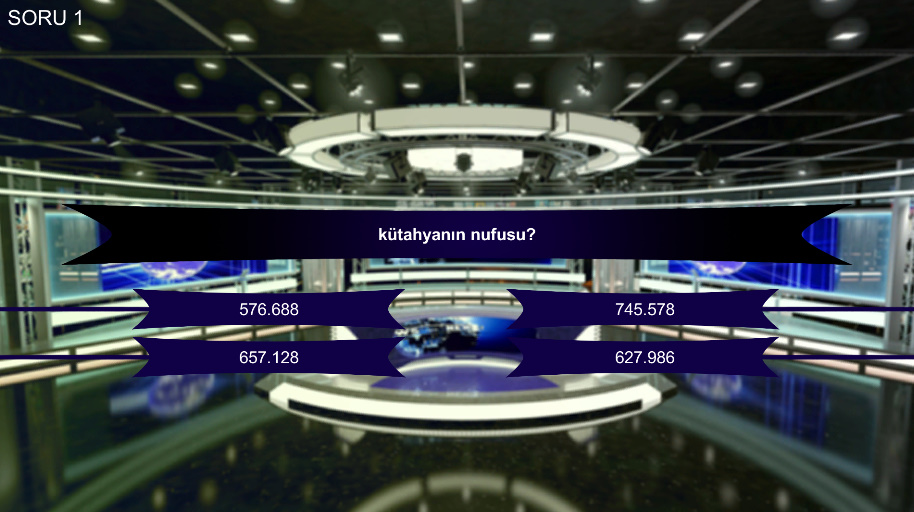 SORU 1
kütahyanın nufusu?
576.688
745.578
657.128
627.986